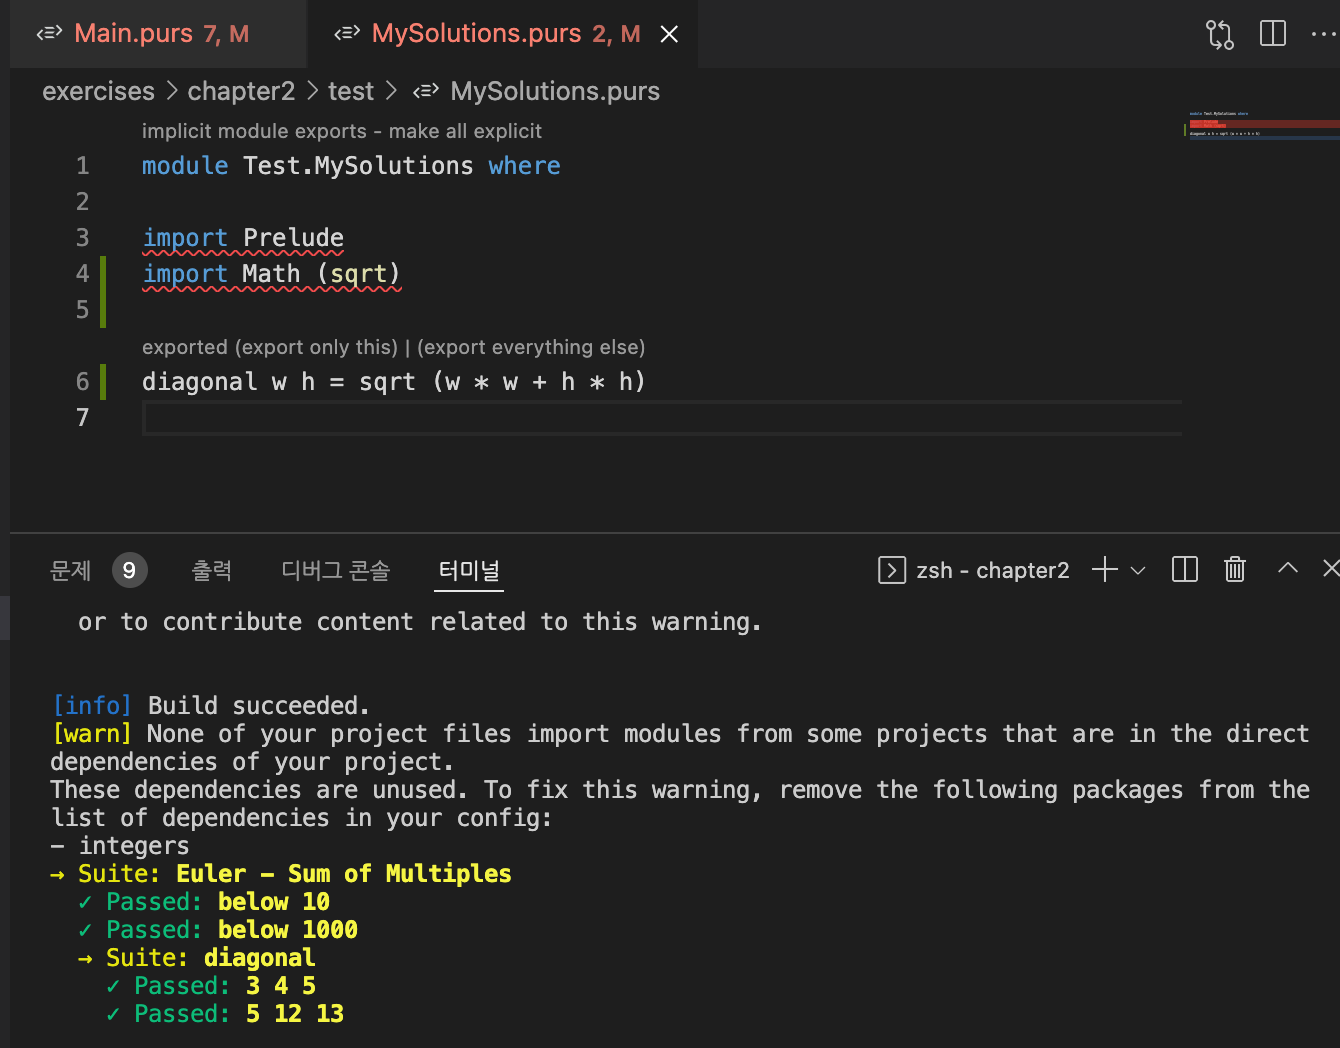 Main.purs 7, M MySolutions.purs 2, M
exercises > chapter2 > test > MySolutions.purs
implicit module exports - make all explicit
1 module Test.MySolutions where
2
3 import Prelude
4 import Math (sqrt)
5
exported (export only this) | (export everything else)
6 diagonal w h = sqrt (w * w + h * h)
7
문제 9 출력 디버그 콘솔 터미널 zsh - chapter2
or to contribute content related to this warning.
[info] Build succeeded.
[warn] None of your project files import modules from some projects that are in the direct
dependencies of your project.
These dependencies are unused. To fix this warning, remove the following packages from the
list of dependencies in your config:
- integers
→ Suite: Euler - Sum of Multiples
✓ Passed: below 10
✓ Passed: below 1000
→ Suite: diagonal
✓ Passed: 3 4 5
✓ Passed: 5 12 13